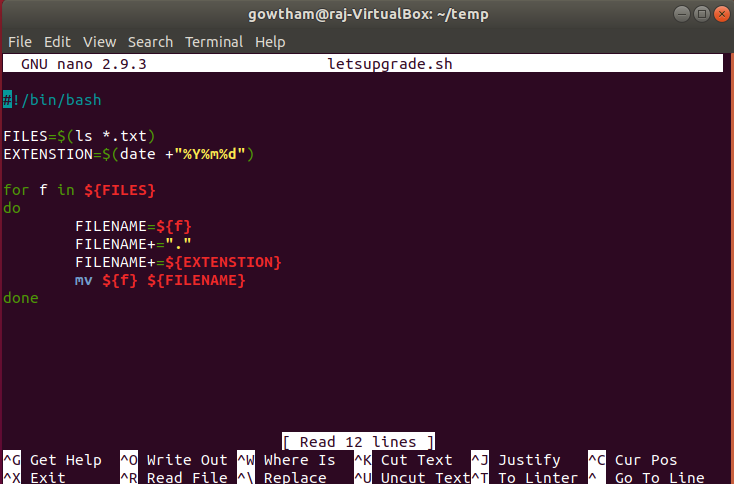 gowtham@raj-VirtualBox: ~/temp
File Edit View Search Terminal Help
GNU nano 2.9.3 letsupgrade.sh
#!/bin/bash
FILES=$(ls *.txt)
EXTENSTION=$(date +"%Y%m%d")
for f in ${FILES}
do
FILENAME=${f}
FILENAME+="."
FILENAME+=${EXTENSTION}
mv ${f} ${FILENAME}
done
[ Read 12 lines ]
^G Get Help ^O Write Out ^W Where Is ^K Cut Text ^J Justify ^C Cur Pos
^X Exit ^R Read File ^\ Replace ^U Uncut Text ^T To Linter ^_ Go To Line